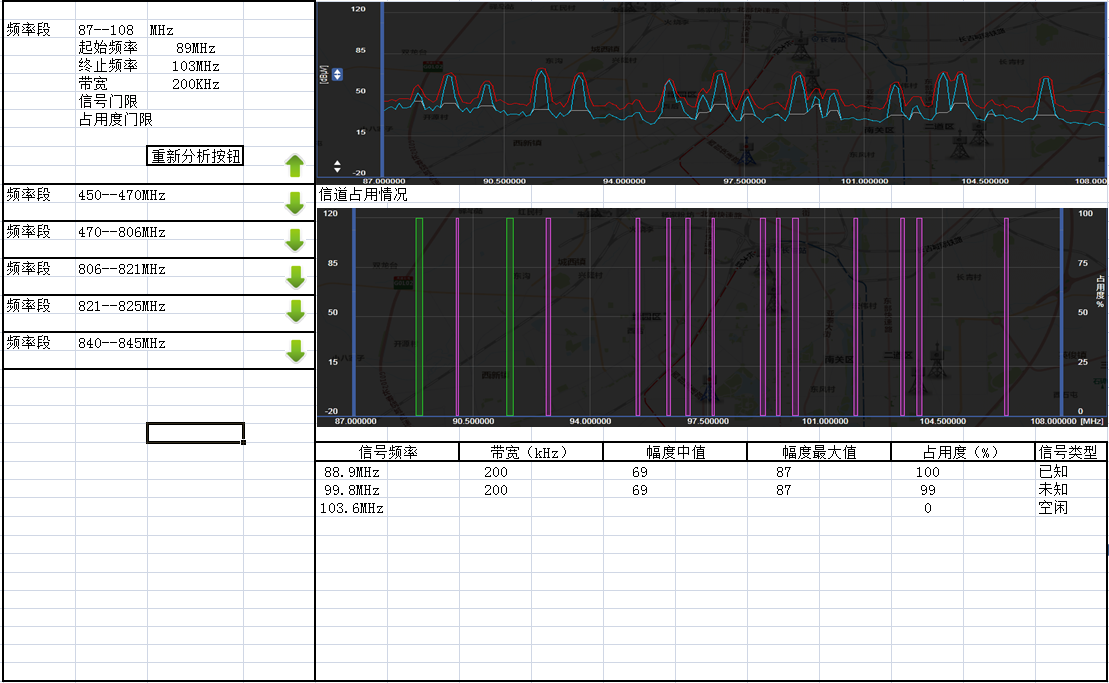 频率段 87--108 MHz
起始频率 89MHz
终止频率 103MHz
带宽 200KHz
信号门限
占用度门限
重新分析按钮
频率段 450--470MHz
频率段 470--806MHz
频率段 806--821MHz
频率段 821--825MHz
频率段 840--845MHz
120
85
50
15
-20
87.000000 90.500000 94.000000 97.500000 101.000000 104.500000 108.000
信道占用情况
120 100
85 75
50 50
15 25
-20 0
占用度%
87.000000 90.500000 94.000000 97.500000 101.000000 104.500000 108.000000 [MHz]
信号频率 带宽（kHz） 幅度中值 幅度最大值 占用度（%） 信号类型
88.9MHz 200 69 87 100 已知
99.8MHz 200 69 87 99 未知
103.6MHz 0 空闲